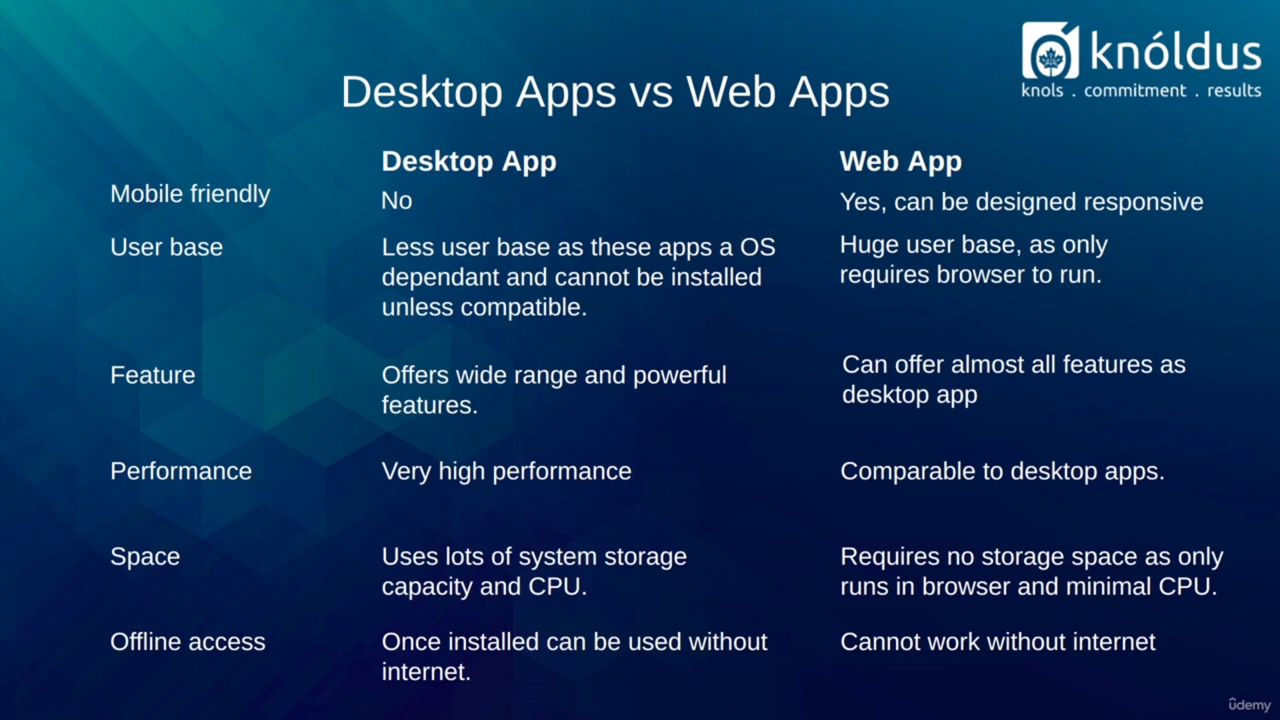 knóldus
knols . commitment . results
Desktop Apps vs Web Apps
Desktop App
Web App
Mobile friendly
No
Yes, can be designed responsive
User base
Less user base as these apps a OS
dependant and cannot be installed
unless compatible.
Huge user base, as only
requires browser to run.
Feature
Offers wide range and powerful
features.
Can offer almost all features as
desktop app
Performance
Very high performance
Comparable to desktop apps.
Space
Uses lots of system storage
capacity and CPU.
Requires no storage space as only
runs in browser and minimal CPU.
Offline access
Once installed can be used without
internet.
Cannot work without internet
ûdemy